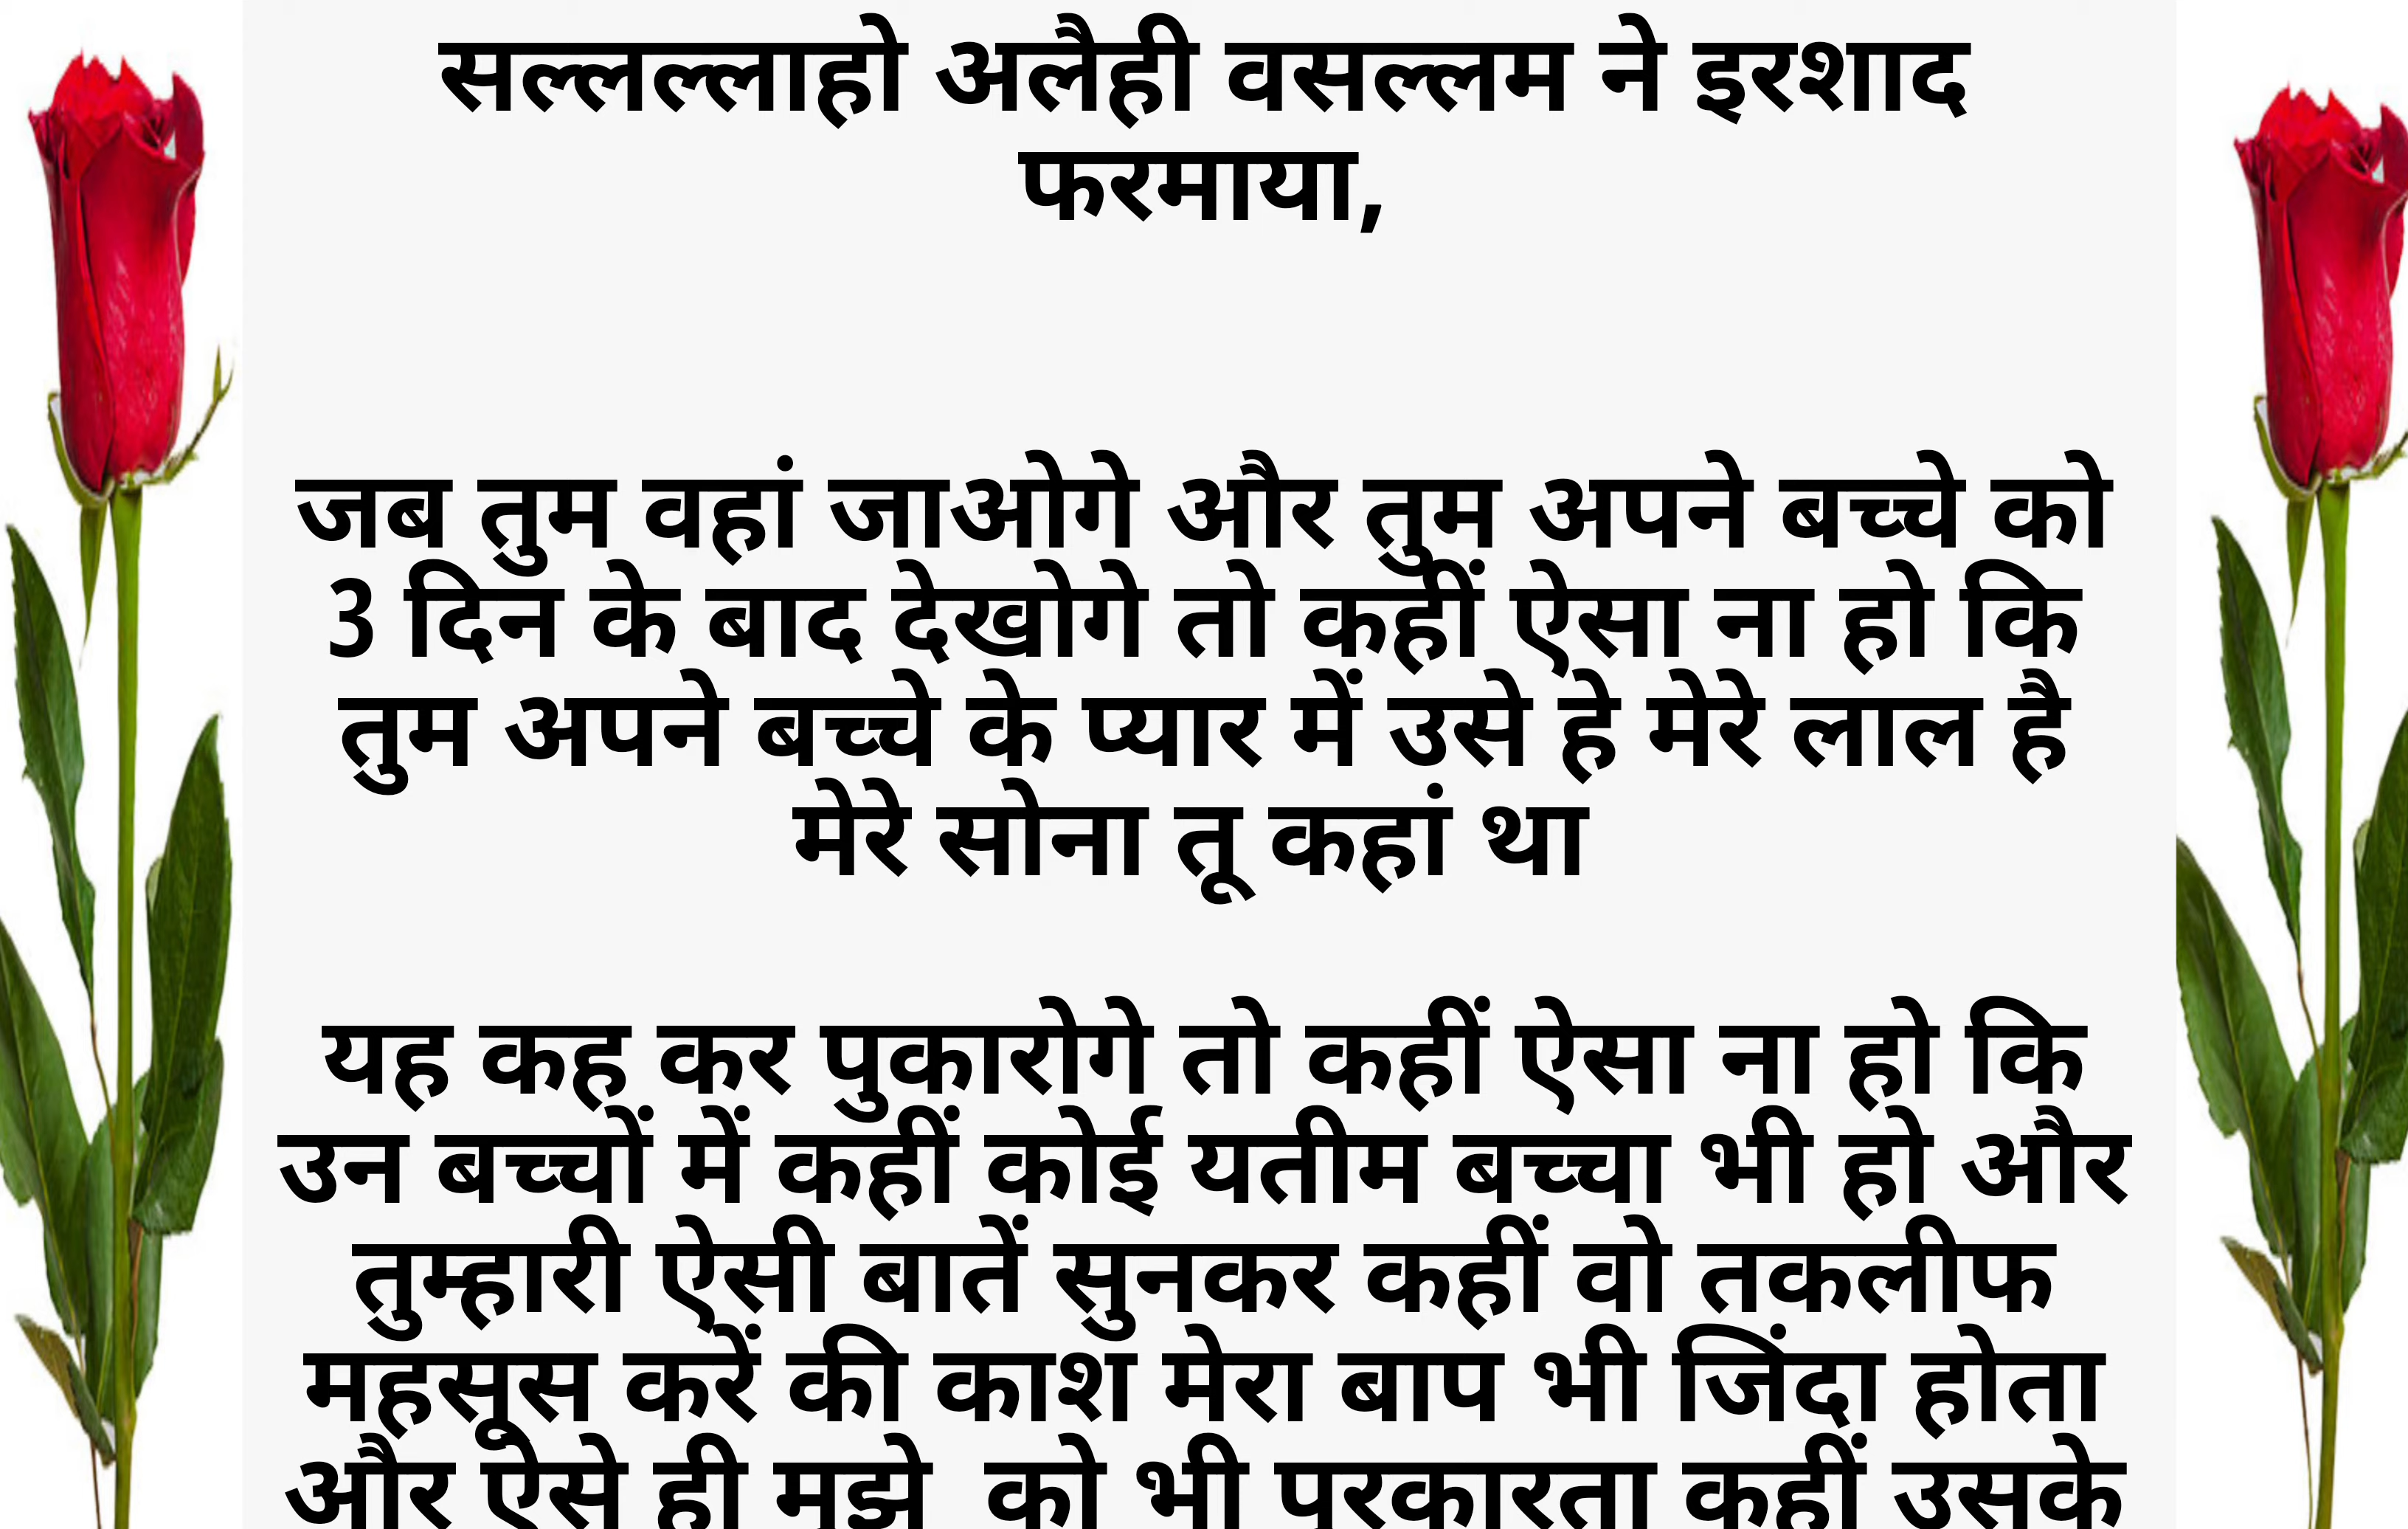 सल्लल्लाहो अलैही वसल्लम ने इरशाद
फरमाया,
जब तुम वहां जाओगे और तुम अपने बच्चे को
3 दिन के बाद देखोगे तो कहीं ऐसा ना हो कि
तुम अपने बच्चे के प्यार में उसे हे मेरे लाल है
मेरे सोना तू कहां था
यह कह कर पुकारोगे तो कहीं ऐसा ना हो कि
उन बच्चों में कहीं कोई यतीम बच्चा भी हो और
तुम्हारी ऐसी बातें सुनकर कहीं वो तकलीफ
महसूस करें की काश मेरा बाप भी जिंदा होता
और ऐसे ही मुझे को भी पुरकारता कहीं उसके